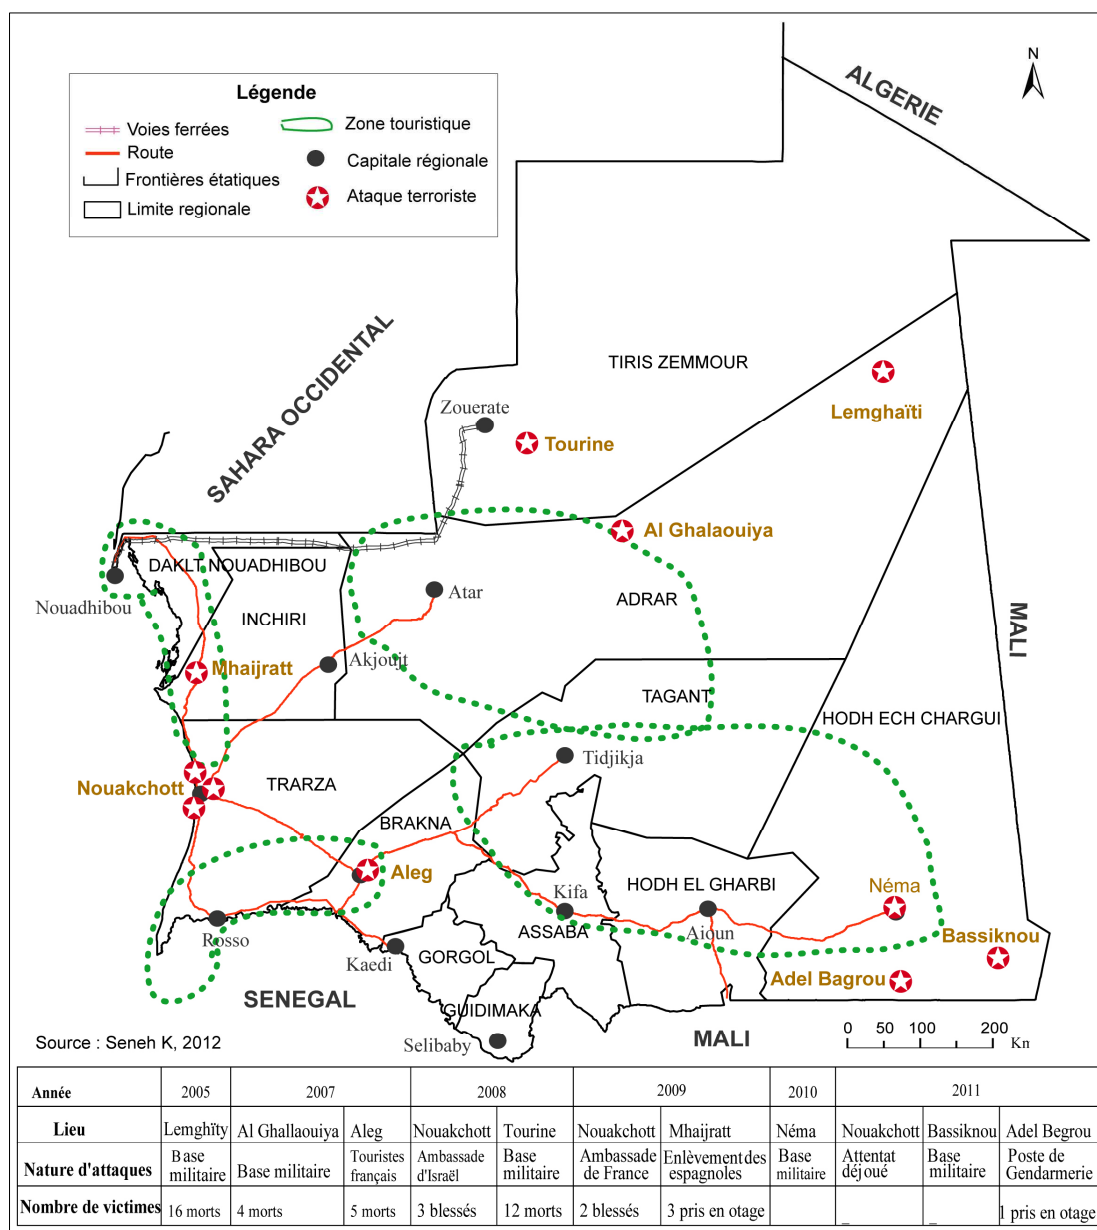 N
ALGERIE
Légende
Voies ferrées
Route
Frontières étatiques
Limite regionale
Zone touristique
Capitale régionale
Ataque terroriste
SAHARA OCCIDENTAL
TIRIS ZEMMOUR
Lemghaïti
Zouerate
Tourine
Al Ghalaouiya
DAKLT NOUADHIBOU
Nouadhibou
INCHIRI
Atar
ADRAR
MALI
Mhaijratt
Akjoujt
TAGANT
HODH ECH CHARGUI
Nouakchott
TRARZA
Tidjikja
BRAKNA
Aleg
HODH EL GHARBI
Néma
Kifa
Aioun
Rosso
ASSABA
Bassiknou
Kaedi
GORGOL
Adel Bagrou
SENEGAL
GUIDIMAKA
Selibaby
MALI
Source : Seneh K, 2012
0 50 100 200
Kn
Année 2005 2007 2008 2009 2010 2011
Lieu Lemghïty Al Ghallaouiya Aleg Nouakchott Tourine Nouakchott Mhaijratt Néma Nouakchott Bassiknou Adel Begrou
Nature d'attaques Base militaire Base militaire Touristes français Ambassade d'Israël Base militaire Ambassade de France Enlèvement des espagnoles Base militaire Attentat déjoué Base militaire Poste de Gendarmerie
Nombre de victimes 16 morts 4 morts 5 morts 3 blessés 12 morts 2 blessés 3 pris en otage _ _ 1 pris en otage